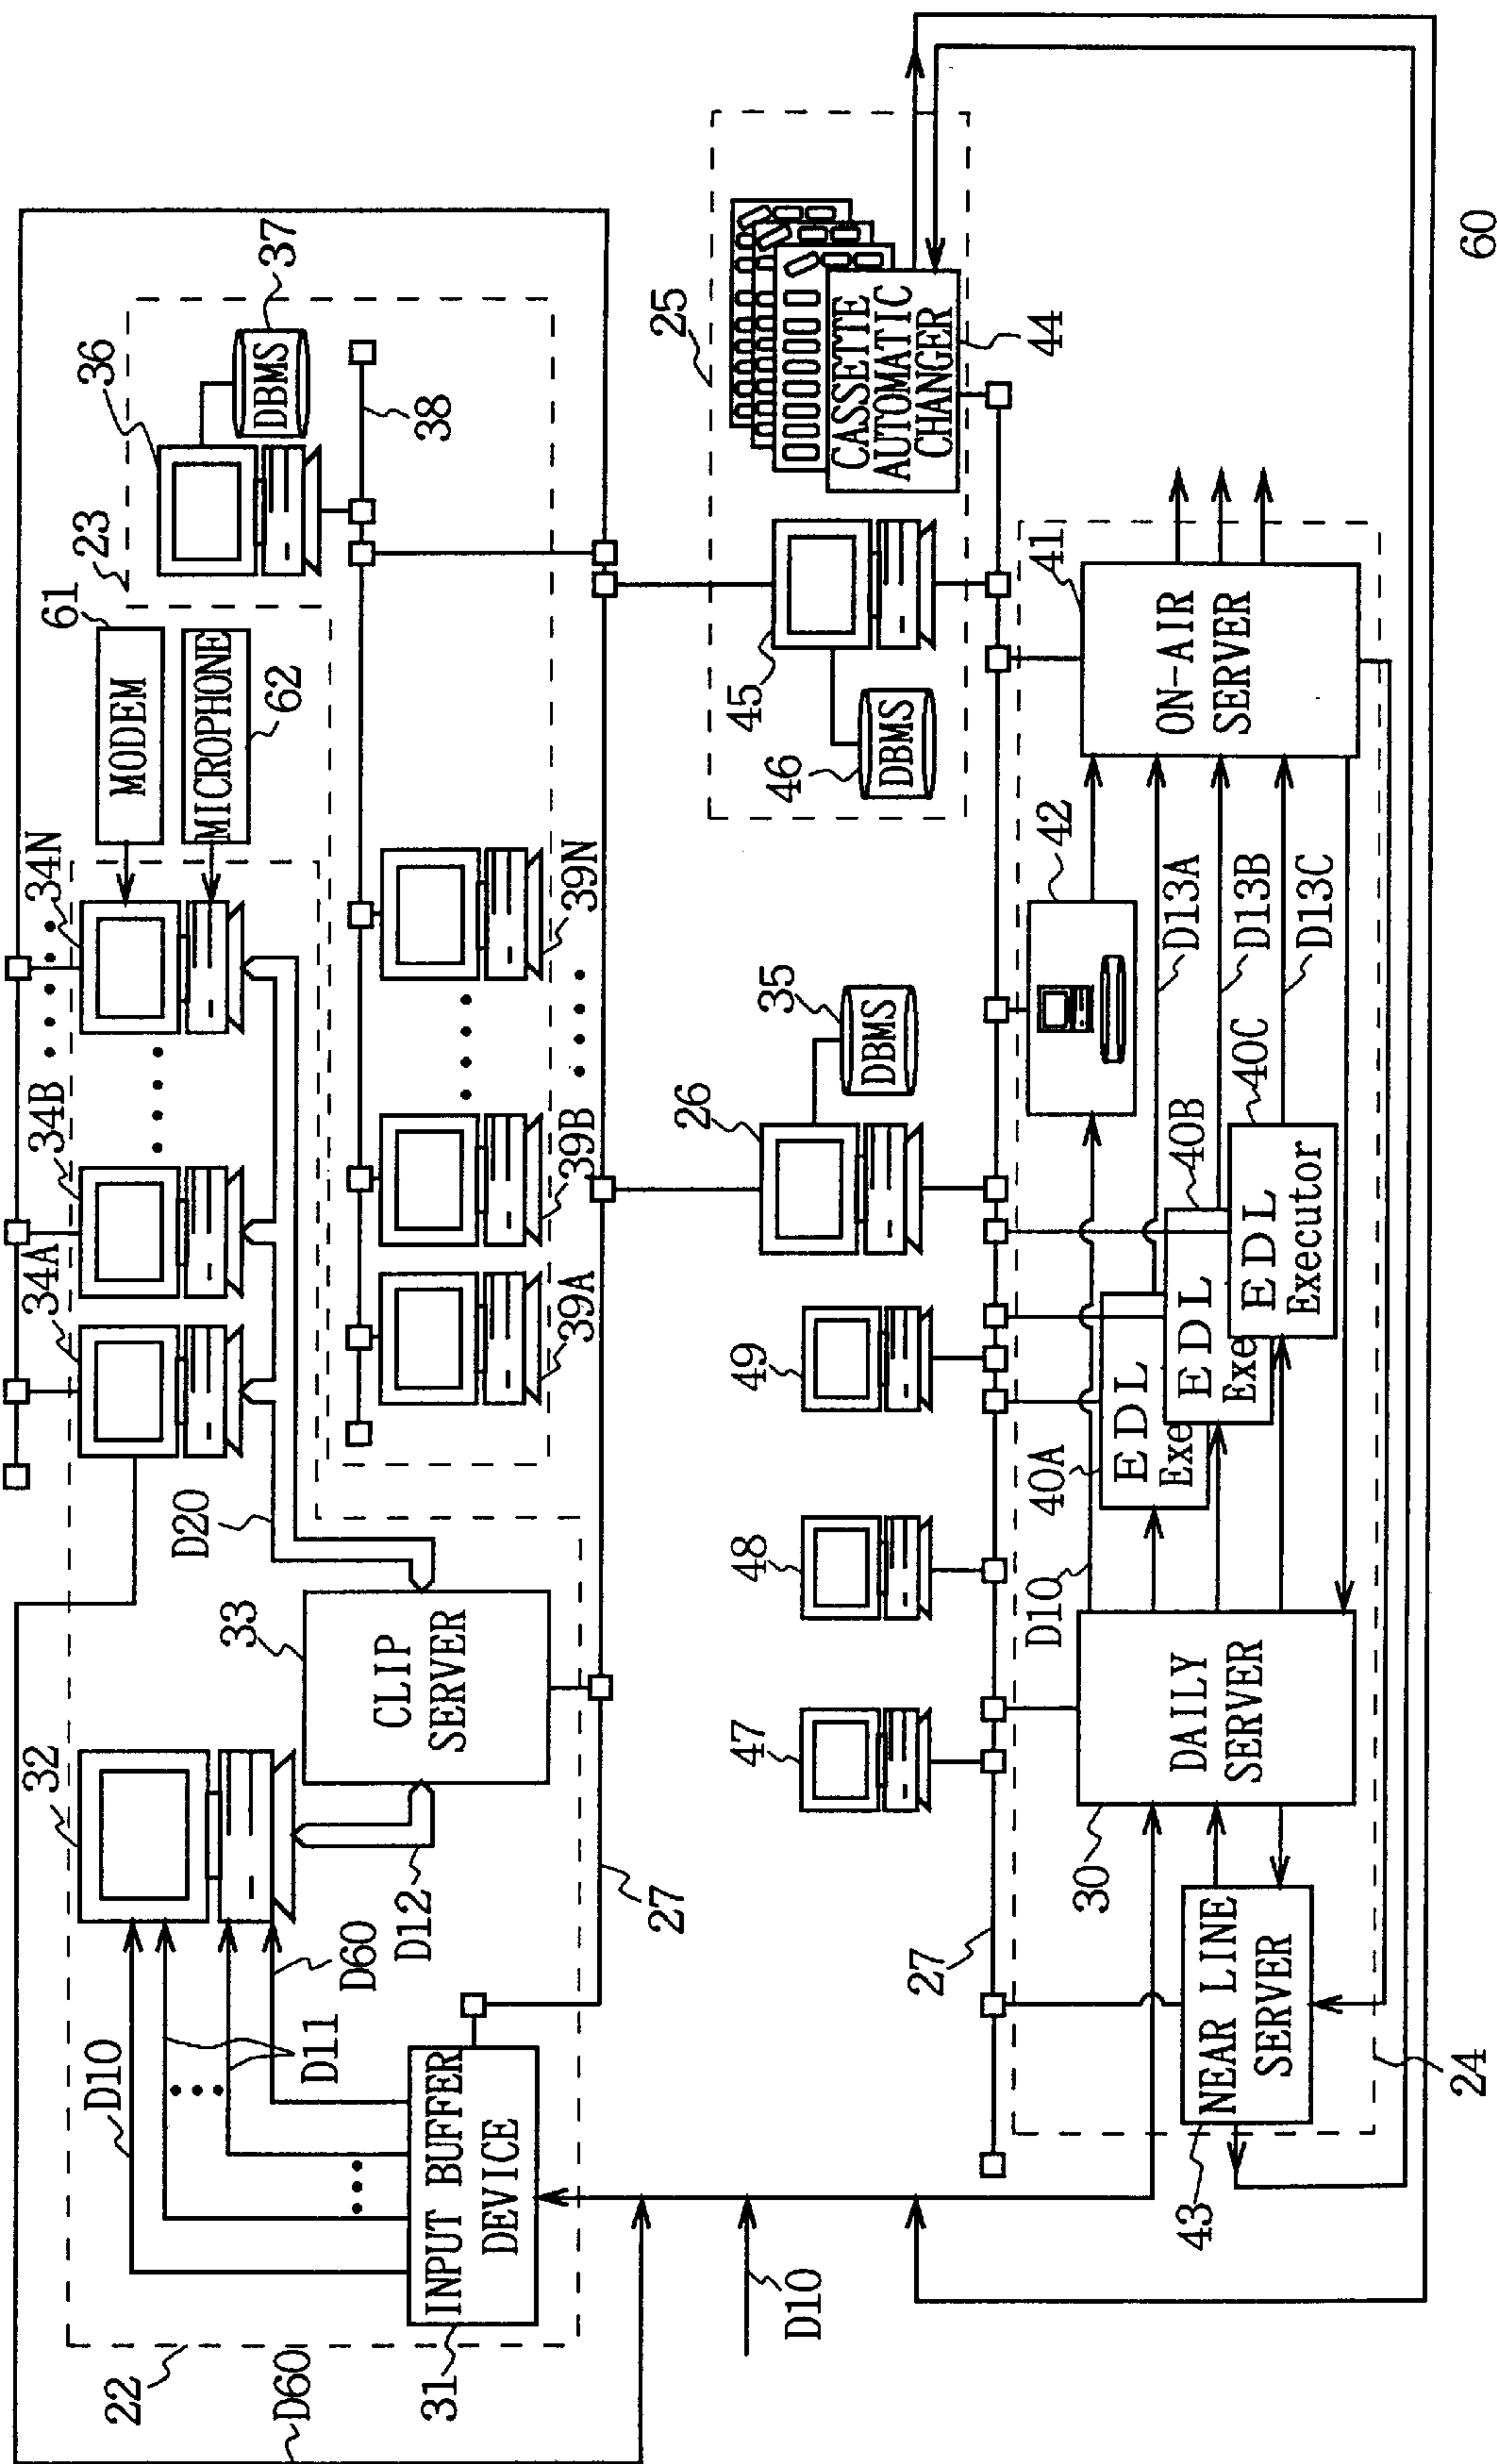 D60
22
31
INPUT BUFFER
DEVICE
D10
D11
D60
D12
32
33
CLIP
SERVER
D20
34A
34B
34N
61
MODEM
MICROPHONE
62
23
36
37
DBMS
38
39A
39B
39N
27
D10
27
47
48
49
26
35
DBMS
45
46
DBMS
25
CASSETTE
AUTOMATIC
CHANGER
44
43
NEAR LINE
SERVER
24
30
DAILY
SERVER
D10
40A
EDL
Exe
40B
EDL
Exe
40C
EDL
Executor
42
D13A
D13B
D13C
41
ON-AIR
SERVER
60